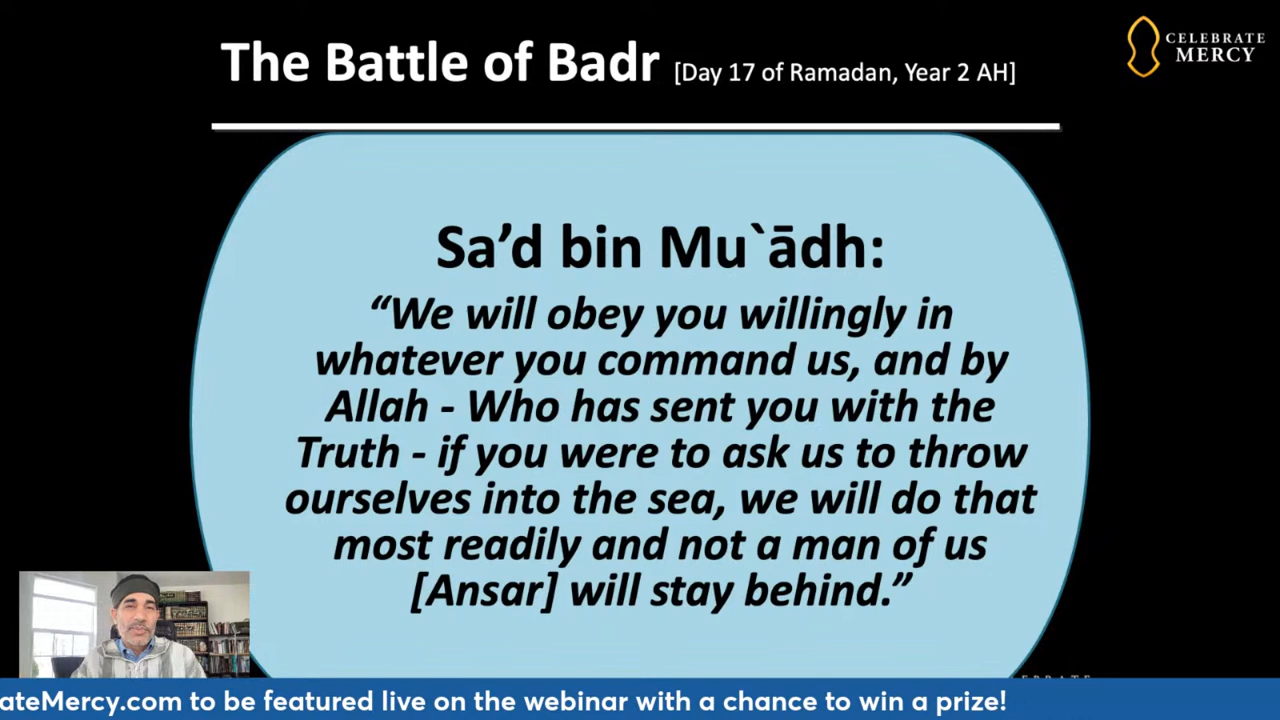 The Battle of Badr [Day 17 of Ramadan, Year 2 AH]
CELEBRATE
MERCY
Sa’d bin Mu`ādh:
“We will obey you willingly in
whatever you command us, and by
Allah - Who has sent you with the
Truth - if you were to ask us to throw
ourselves into the sea, we will do that
most readily and not a man of us
[Ansar] will stay behind.”
ateMercy.com to be featured live on the webinar with a chance to win a prize!